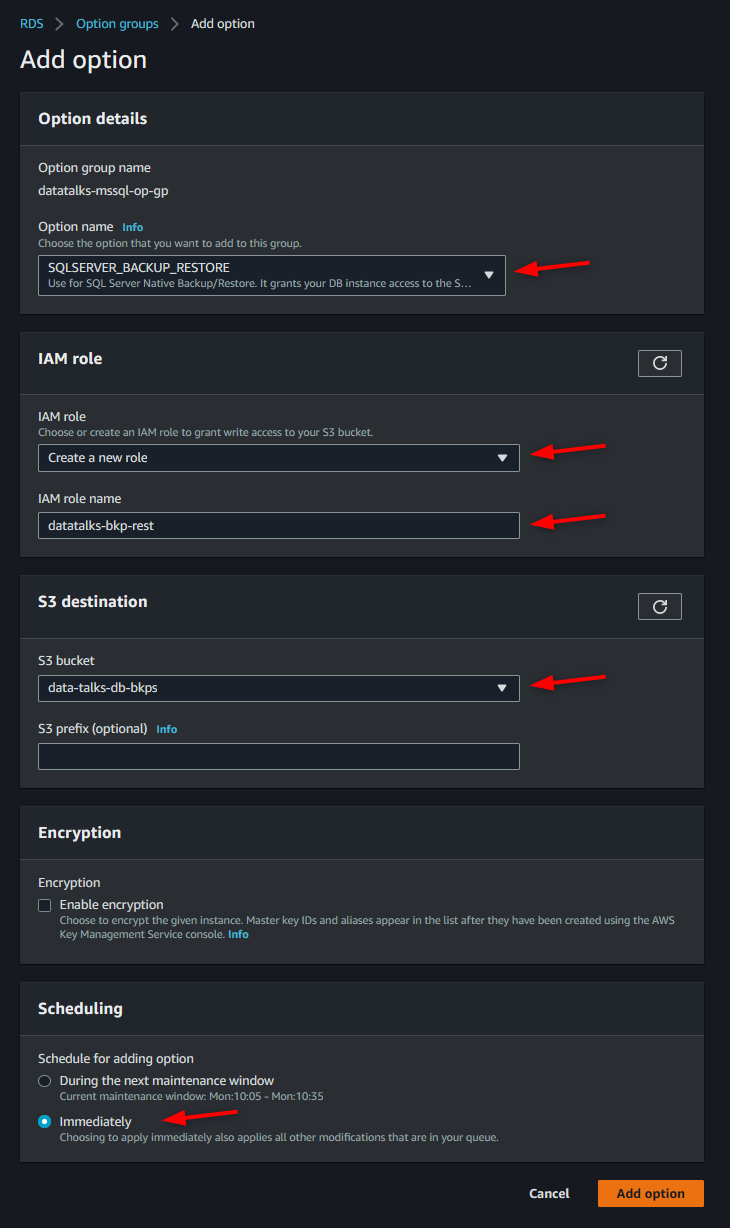 RDS > Option groups > Add option
Add option
Option details
Option group name
datatalks-mssql-op-gp
Option name Info
Choose the option that you want to add to this group.
SQLSERVER_BACKUP_RESTORE
Use for SQL Server Native Backup/Restore. It grants your DB instance access to the S...
IAM role
IAM role
Choose or create an IAM role to grant write access to your S3 bucket.
Create a new role
IAM role name
datatalks-bkp-rest
S3 destination
S3 bucket
data-talks-db-bkps
S3 prefix (optional) Info
Encryption
Encryption
Enable encryption
Choose to encrypt the given instance. Master key IDs and aliases appear in the list after they have been created using the AWS
Key Management Service console. Info
Scheduling
Schedule for adding option
During the next maintenance window
Current maintenance window: Mon:10:05 - Mon:10:35
Immediately
Choosing to apply immediately also applies all other modifications that are in your queue.
Cancel Add option